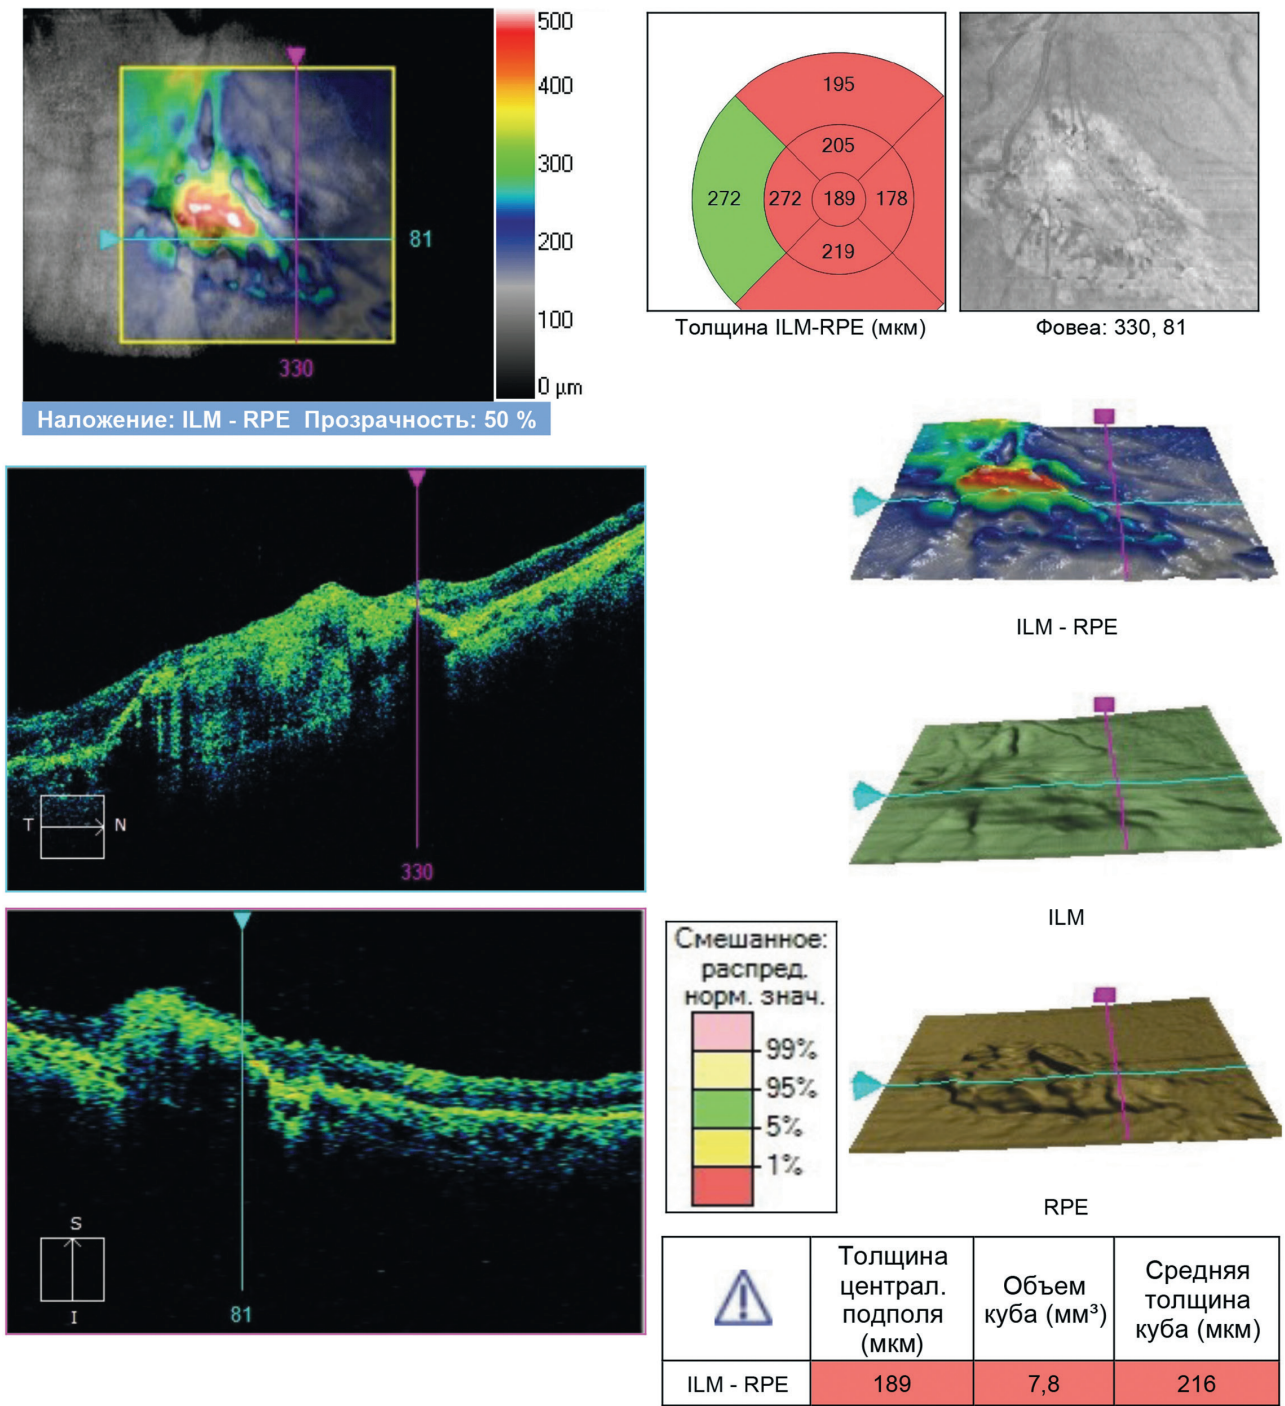 500
400
300
200
100
0 µm
81
330
Наложение: ILM - RPE Прозрачность: 50 %
195
205
272
272
189
178
219
Толщина ILM-RPE (мкм)
Фовеа: 330, 81
ILM - RPE
T
N
330
ILM
Смешанное:
распред.
норм. знач.
99%
95%
5%
1%
S
I
81
RPE
Толщина
централ.
подполя
(мкм)
Объем
куба (мм³)
Средняя
толщина
куба (мкм)
ILM - RPE
189
7,8
216